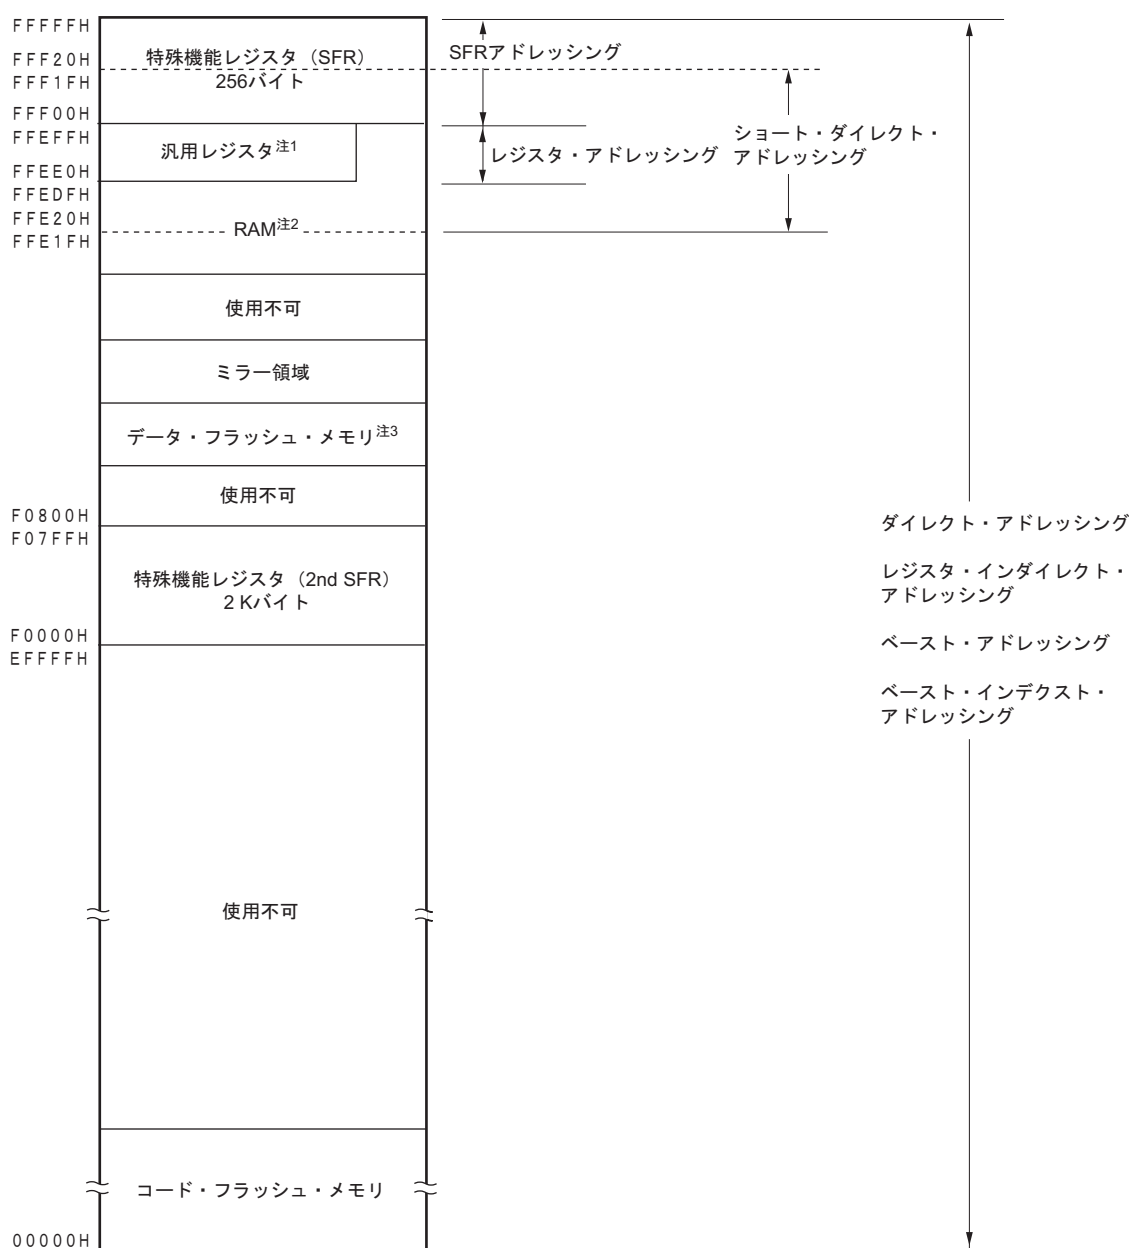 FFFFFH
FFF20H
FFF1FH
FFF00H
FFEFFH
FFEE0H
FFEDFH
FFE20H
FFE1FH
特殊機能レジスタ（SFR）
256バイト
汎用レジスタ注1
RAM注2
使用不可
ミラー領域
データ・フラッシュ・メモリ注3
使用不可
F0800H
F07FFH
特殊機能レジスタ（2nd SFR）
2 Kバイト
F0000H
EFFFFH
使用不可
コード・フラッシュ・メモリ
00000H
SFRアドレッシング
レジスタ・アドレッシング
ショート・ダイレクト・
アドレッシング
ダイレクト・アドレッシング
レジスタ・インダイレクト・
アドレッシング
ベースト・アドレッシング
ベースト・インデクスト・
アドレッシング